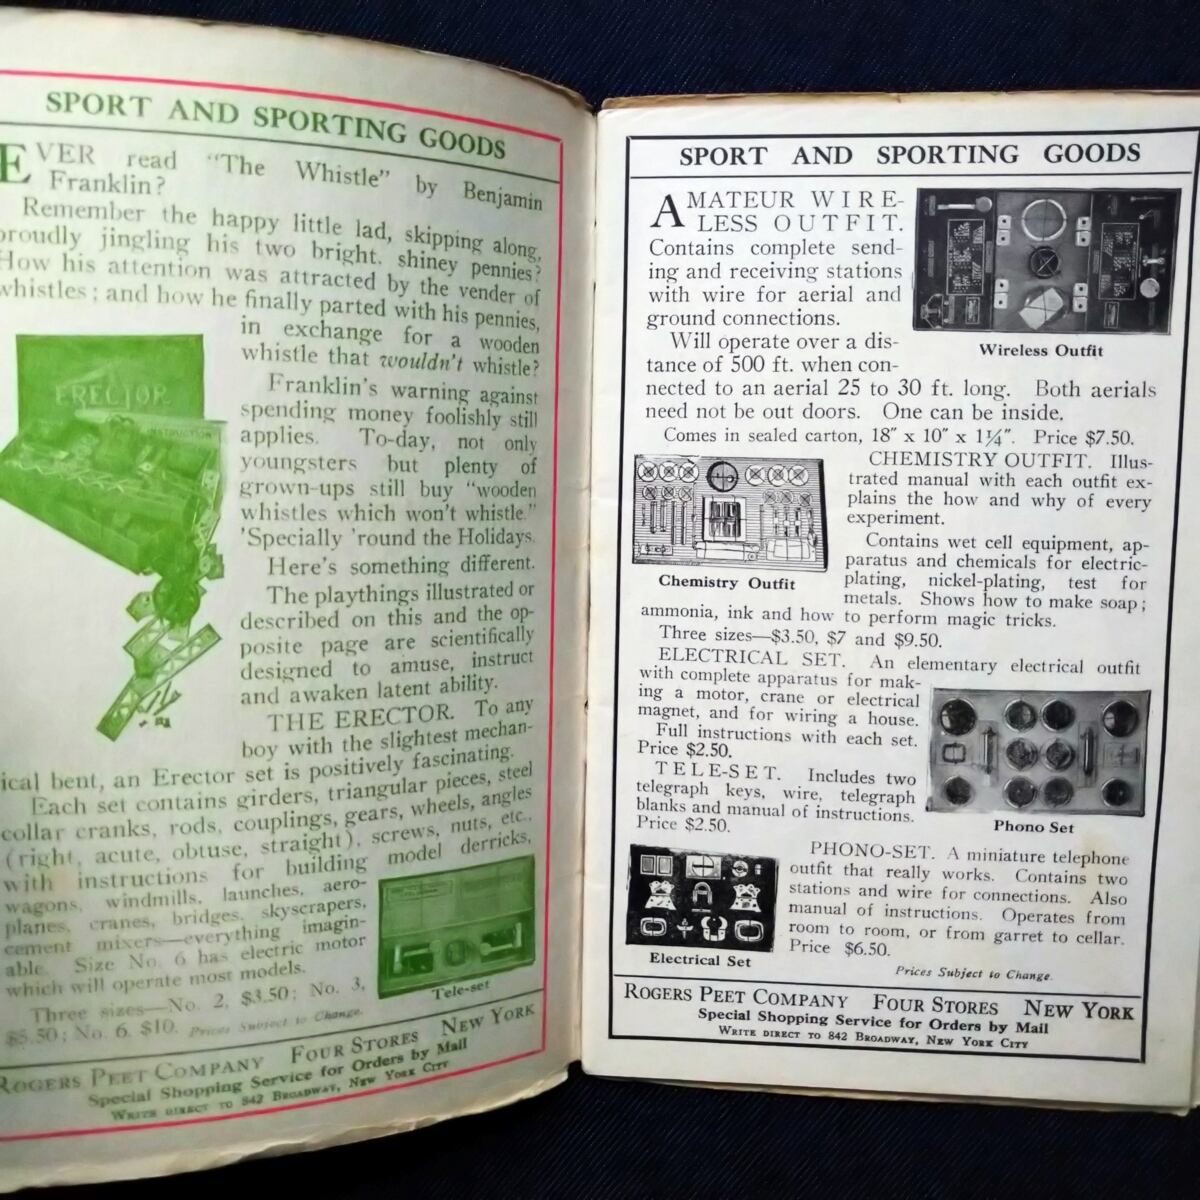 SPORT AND SPORTING GOODS
EVER read "The Whistle" by Benjamin
Franklin?
Remember the happy little lad, skipping along,
proudly jingling his two bright, shiney pennies?
How his attention was attracted by the vender of
whistles; and how he finally parted with his pennies,
in exchange for a wooden
whistle that wouldn't whistle?
Franklin's warning against
spending money foolishly still
applies. To-day, not only
youngsters but plenty of
grown-ups still buy "wooden
whistles which won't whistle."
'Specially 'round the Holidays.
Here's something different.
The playthings illustrated or
described on this and the op-
posite page are scientifically
designed to amuse, instruct
and awaken latent ability.
THE ERECTOR. To any
boy with the slightest mechan-
ical bent, an Erector set is positively fascinating.
Each set contains girders, triangular pieces, steel
collar cranks, rods, couplings, gears, wheels, angles
(right, acute, obtuse, straight), screws, nuts, etc.,
with instructions for building model derricks,
wagons, windmills, launches, aero-
planes, cranes, bridges, skyscrapers,
cement mixers—everything imagin-
able. Size No. 6 has electric motor
which will operate most models.
Three sizes—No. 2, $3.50; No. 3,
$5.50; No. 6, $10. Prices Subject to Change.
ERECTOR
INSTRUCTION
Tele-set
ROGERS PEET COMPANY FOUR STORES NEW YORK
Special Shopping Service for Orders by Mail
WRITE DIRECT TO 842 BROADWAY, NEW YORK CITY
SPORT AND SPORTING GOODS
AMATEUR WIRE-
LESS OUTFIT.
Contains complete send-
ing and receiving stations
with wire for aerial and
ground connections.
Will operate over a dis-
tance of 500 ft. when con-
nected to an aerial 25 to 30 ft. long. Both aerials
need not be out doors. One can be inside.
Comes in sealed carton, 18" x 10" x 1¼". Price $7.50.
Wireless Outfit
CHEMISTRY OUTFIT. Illus-
trated manual with each outfit ex-
plains the how and why of every
experiment.
Contains wet cell equipment, ap-
paratus and chemicals for electric-
plating, nickel-plating, test for
metals. Shows how to make soap;
ammonia, ink and how to perform magic tricks.
Three sizes—$3.50, $7 and $9.50.
Chemistry Outfit
ELECTRICAL SET. An elementary electrical outfit
with complete apparatus for mak-
ing a motor, crane or electrical
magnet, and for wiring a house.
Full instructions with each set.
Price $2.50.
TELE-SET. Includes two
telegraph keys, wire, telegraph
blanks and manual of instructions.
Price $2.50.
Phono Set
PHONO-SET. A miniature telephone
outfit that really works. Contains two
stations and wire for connections. Also
manual of instructions. Operates from
room to room, or from garret to cellar.
Price $6.50.
Electrical Set
Prices Subject to Change.
ROGERS PEET COMPANY FOUR STORES NEW YORK
Special Shopping Service for Orders by Mail
WRITE DIRECT TO 842 BROADWAY, NEW YORK CITY